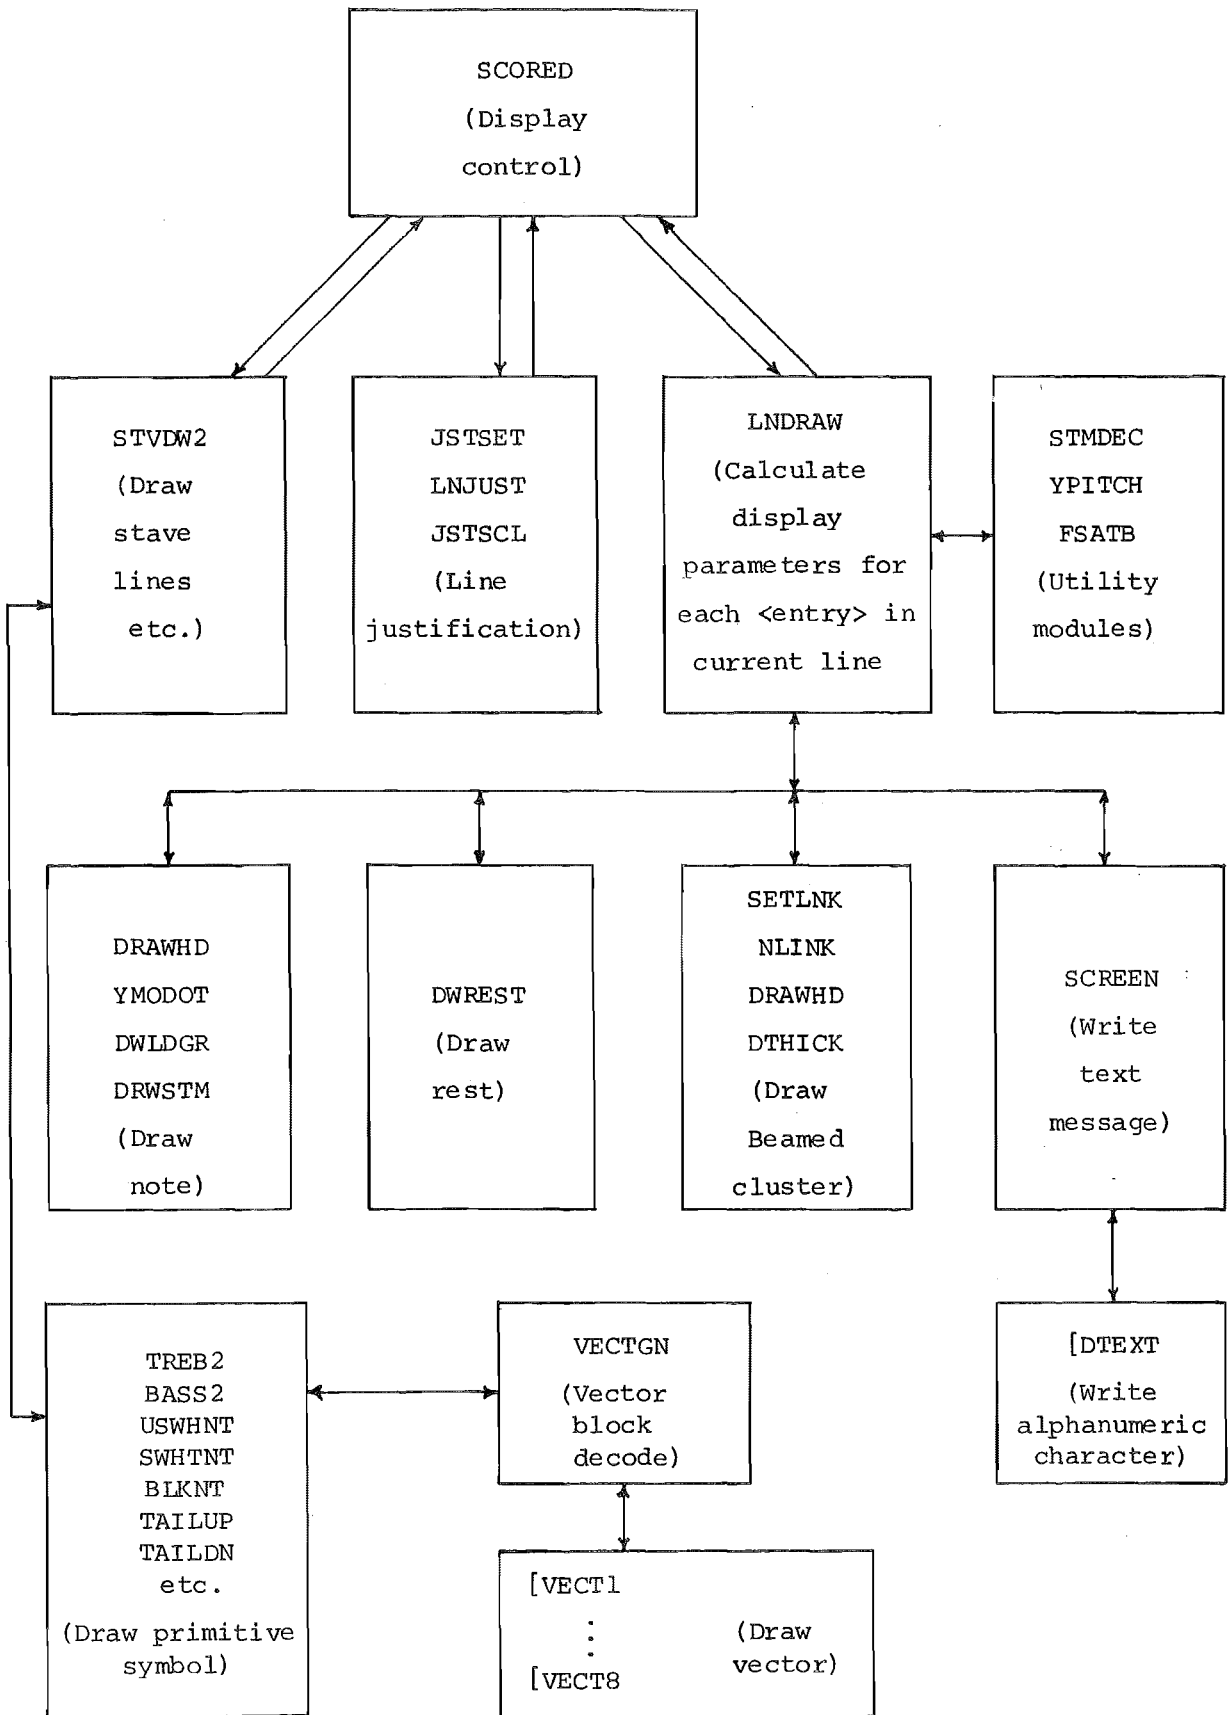 SCORED
(Display
control)
STVDW2
(Draw
stave
lines
etc.)
JSTSET
LNJUST
JSTSCL
(Line
justification)
LNDRAW
(Calculate
display
parameters for
each <entry> in
current line
STMDEC
YPITCH
FSATB
(Utility
modules)
DRAWHD
YMODOT
DWLDGR
DRWSTM
(Draw
note)
DWREST
(Draw
rest)
SETLNK
NLINK
DRAWHD
DTHICK
(Draw
Beamed
cluster)
SCREEN
(Write
text
message)
TREB2
BASS2
USWHNT
SWHTNT
BLKNT
TAILUP
TAILDN
etc.
(Draw primitive
symbol)
VECTGN
(Vector
block
decode)
[DTEXT
(Write
alphanumeric
character)
[VECT1
:
[VECT8
(Draw
vector)